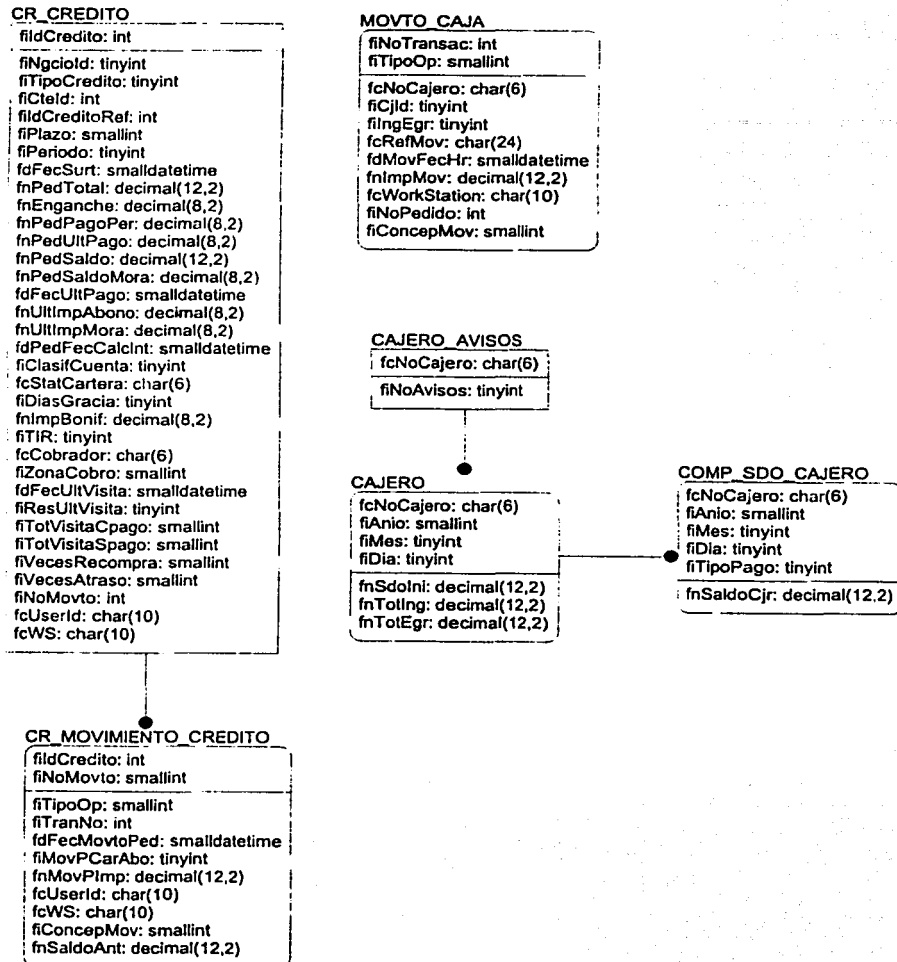 CR_CREDITO
fiIdCredito: int
fiNgcioId: tinyint
fiTipoCredito: tinyint
fiCteId: int
fiIdCreditoRef: int
fiPlazo: smallint
fiPeriodo: tinyint
fdFecSurt: smalldatetime
fnPedTotal: decimal(12,2)
fnEnganche: decimal(8,2)
fnPedPagoPer: decimal(8,2)
fnPedUltPago: decimal(8,2)
fnPedSaldo: decimal(12,2)
fnPedSaldoMora: decimal(8,2)
fdFecUltPago: smalldatetime
fnUltImpAbono: decimal(8,2)
fnUltImpMora: decimal(8,2)
fdPedFecCalcInt: smalldatetime
fiClasifCuenta: tinyint
fcStatCartera: char(6)
fiDiasGracia: tinyint
fnImpBonif: decimal(8,2)
fiTIR: tinyint
fcCobrador: char(6)
fiZonaCobro: smallint
fdFecUltVisita: smalldatetime
fiResUltVisita: tinyint
fiTotVisitaCpago: smallint
fiTotVisitaSpago: smallint
fiVecesRecompra: smallint
fiVecesAtraso: smallint
fiNoMovto: int
fcUserId: char(10)
fcWS: char(10)
MOVTO_CAJA
fiNoTransac: int
fiTipoOp: smallint
fcNoCajero: char(6)
fiCjId: tinyint
fiIngEgr: tinyint
fcRefMov: char(24)
fdMovFecHr: smalldatetime
fnImpMov: decimal(12,2)
fcWorkStation: char(10)
fiNoPedido: int
fiConcepMov: smallint
CAJERO_AVISOS
fcNoCajero: char(6)
fiNoAvisos: tinyint
CAJERO
fcNoCajero: char(6)
fiAnio: smallint
fiMes: tinyint
fiDia: tinyint
fnSdoIni: decimal(12,2)
fnTotIng: decimal(12,2)
fnTotEgr: decimal(12,2)
COMP_SDO_CAJERO
fcNoCajero: char(6)
fiAnio: smallint
fiMes: tinyint
fiDia: tinyint
fiTipoPago: tinyint
fnSaldoCjr: decimal(12,2)
CR_MOVIMIENTO_CREDITO
fiIdCredito: int
fiNoMovto: smallint
fiTipoOp: smallint
fiTranNo: int
fdFecMovtoPed: smalldatetime
fiMovPCarAbo: tinyint
fnMovPImp: decimal(12,2)
fcUserId: char(10)
fcWS: char(10)
fiConcepMov: smallint
fnSaldoAnt: decimal(12,2)